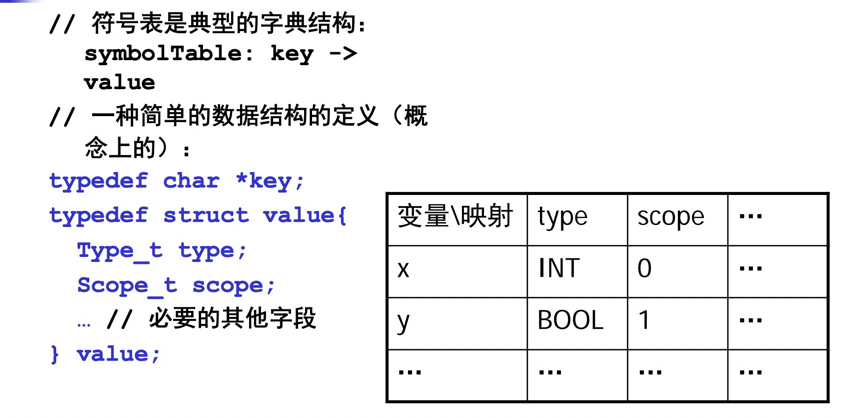 // 符号表是典型的字典结构：
symbolTable: key ->
value
// 一种简单的数据结构的定义（概
念上的）：
typedef char *key;
typedef struct value{
Type_t type;
Scope_t scope;
… // 必要的其他字段
} value;
变量\映射 type scope …
x INT 0 …
y BOOL 1 …
… … … …